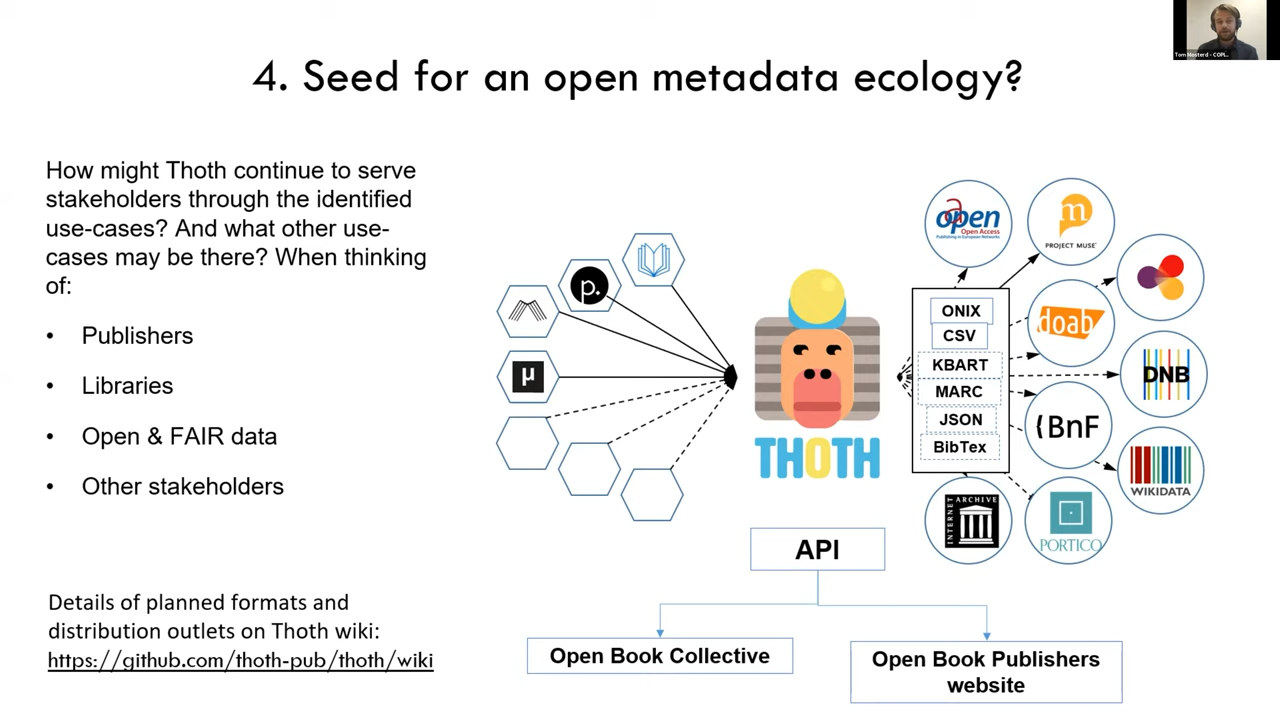 Tom Mosterd - COPI...
4. Seed for an open metadata ecology?
How might Thoth continue to serve
stakeholders through the identified
use-cases? And what other use-
cases may be there? When thinking
of:
• Publishers
• Libraries
• Open & FAIR data
• Other stakeholders
Details of planned formats and
distribution outlets on Thoth wiki:
https://github.com/thoth-pub/thoth/wiki
p.
µ
THOTH
ONIX
CSV
KBART
MARC
JSON
BibTex
open
Open Access
Publishing in European Networks
m
PROJECT MUSE®
doab
DNB
{BnF
WIKIDATA
INTERNET ARCHIVE
PORTICO
API
Open Book Collective
Open Book Publishers
website